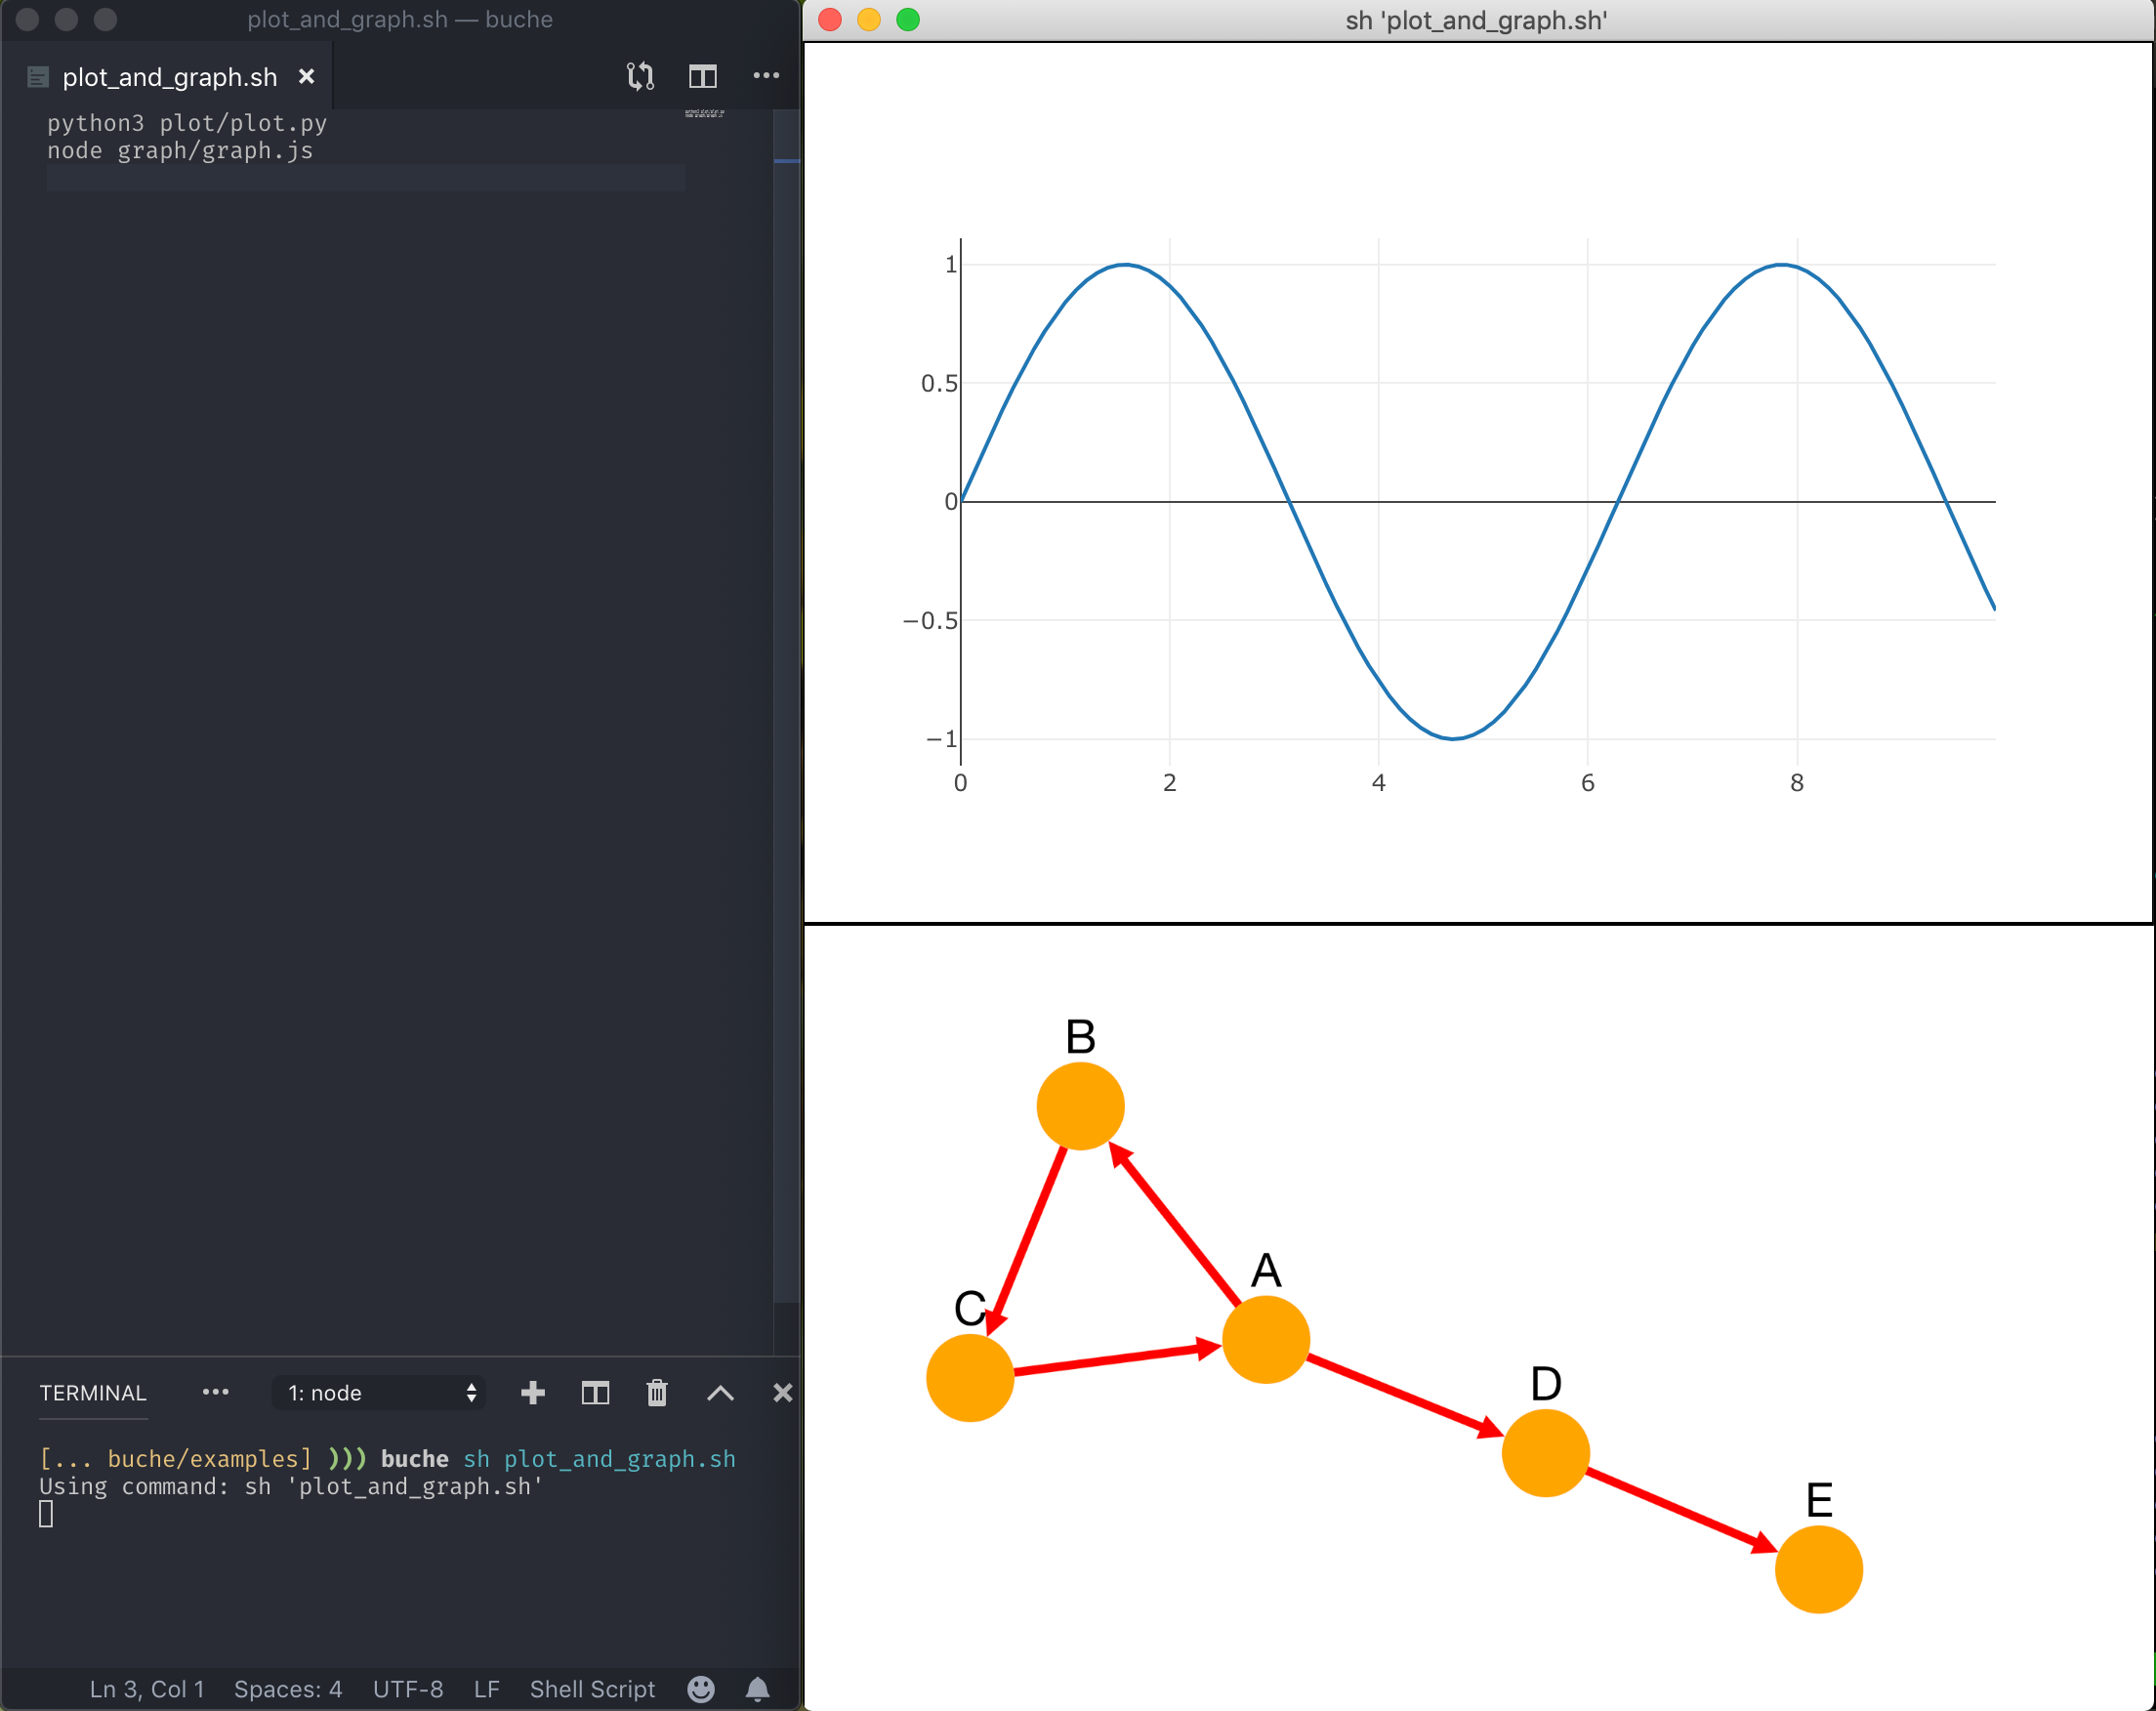 plot_and_graph.sh — buche
plot_and_graph.sh
python3 plot/plot.py
node graph/graph.js
TERMINAL
1: node
[... buche/examples] ))) buche sh plot_and_graph.sh
Using command: sh 'plot_and_graph.sh'
Ln 3, Col 1 Spaces: 4 UTF-8 LF Shell Script
sh 'plot_and_graph.sh'
1
0.5
0
−0.5
−1
0 2 4 6 8
B
A
C
D
E